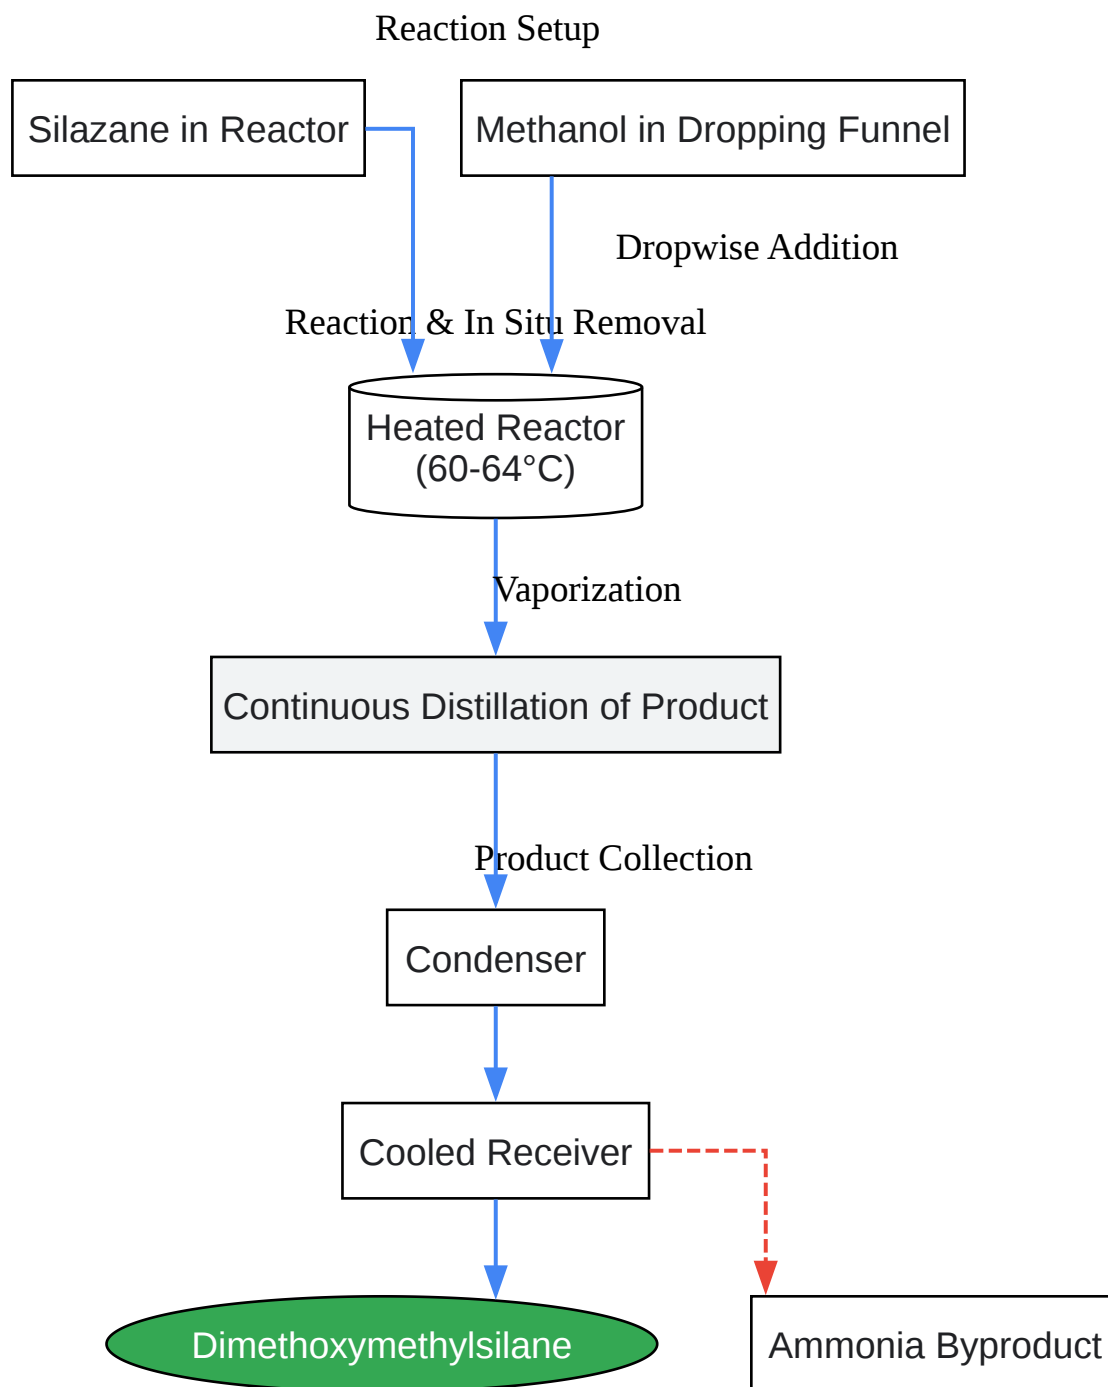 Reaction Setup
Silazane in Reactor
Methanol in Dropping Funnel
Dropwise Addition
Reaction & In Situ Removal
Heated Reactor
(60-64°C)
Vaporization
Continuous Distillation of Product
Product Collection
Condenser
Cooled Receiver
Dimethoxymethylsilane
Ammonia Byproduct